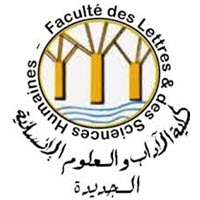 Faculté des Lettres & des Sciences Humaines -
كلية الآداب والعلوم الإنسانية
الجديدة